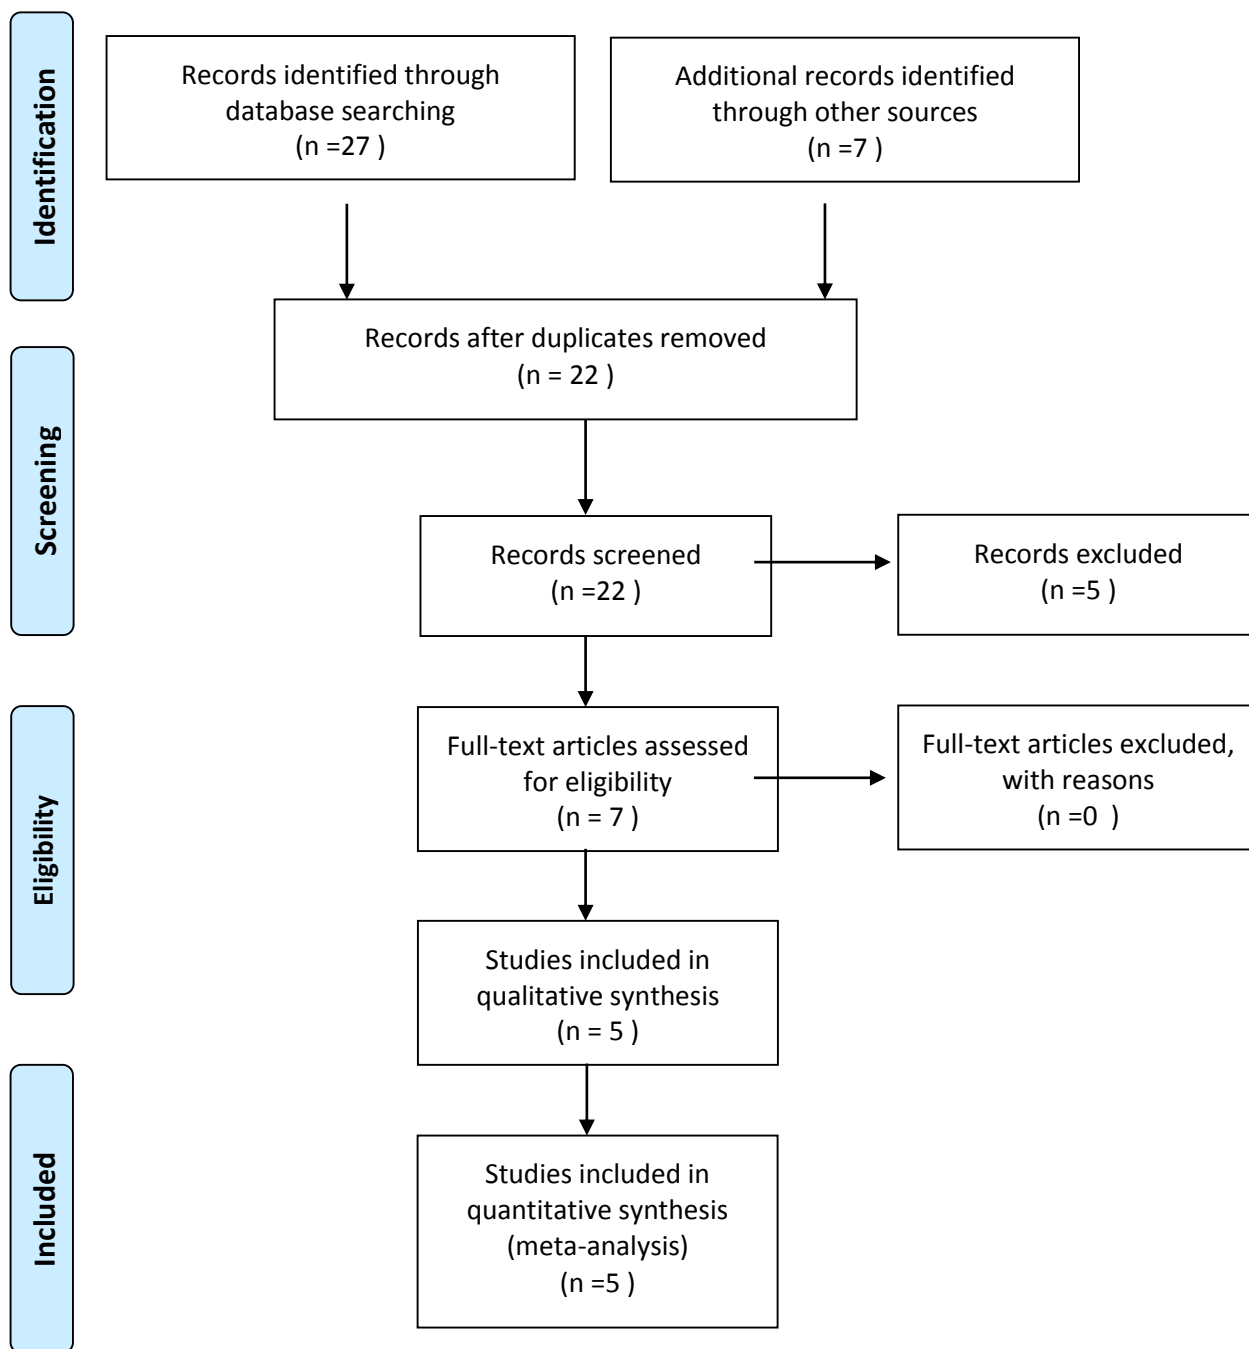 Identification
Records identified through
database searching
(n =27 )
Additional records identified
through other sources
(n =7 )
Records after duplicates removed
(n = 22 )
Screening
Records screened
(n =22 )
Records excluded
(n =5 )
Eligibility
Full-text articles assessed
for eligibility
(n = 7 )
Full-text articles excluded,
with reasons
(n =0 )
Studies included in
qualitative synthesis
(n = 5 )
Included
Studies included in
quantitative synthesis
(meta-analysis)
(n =5 )